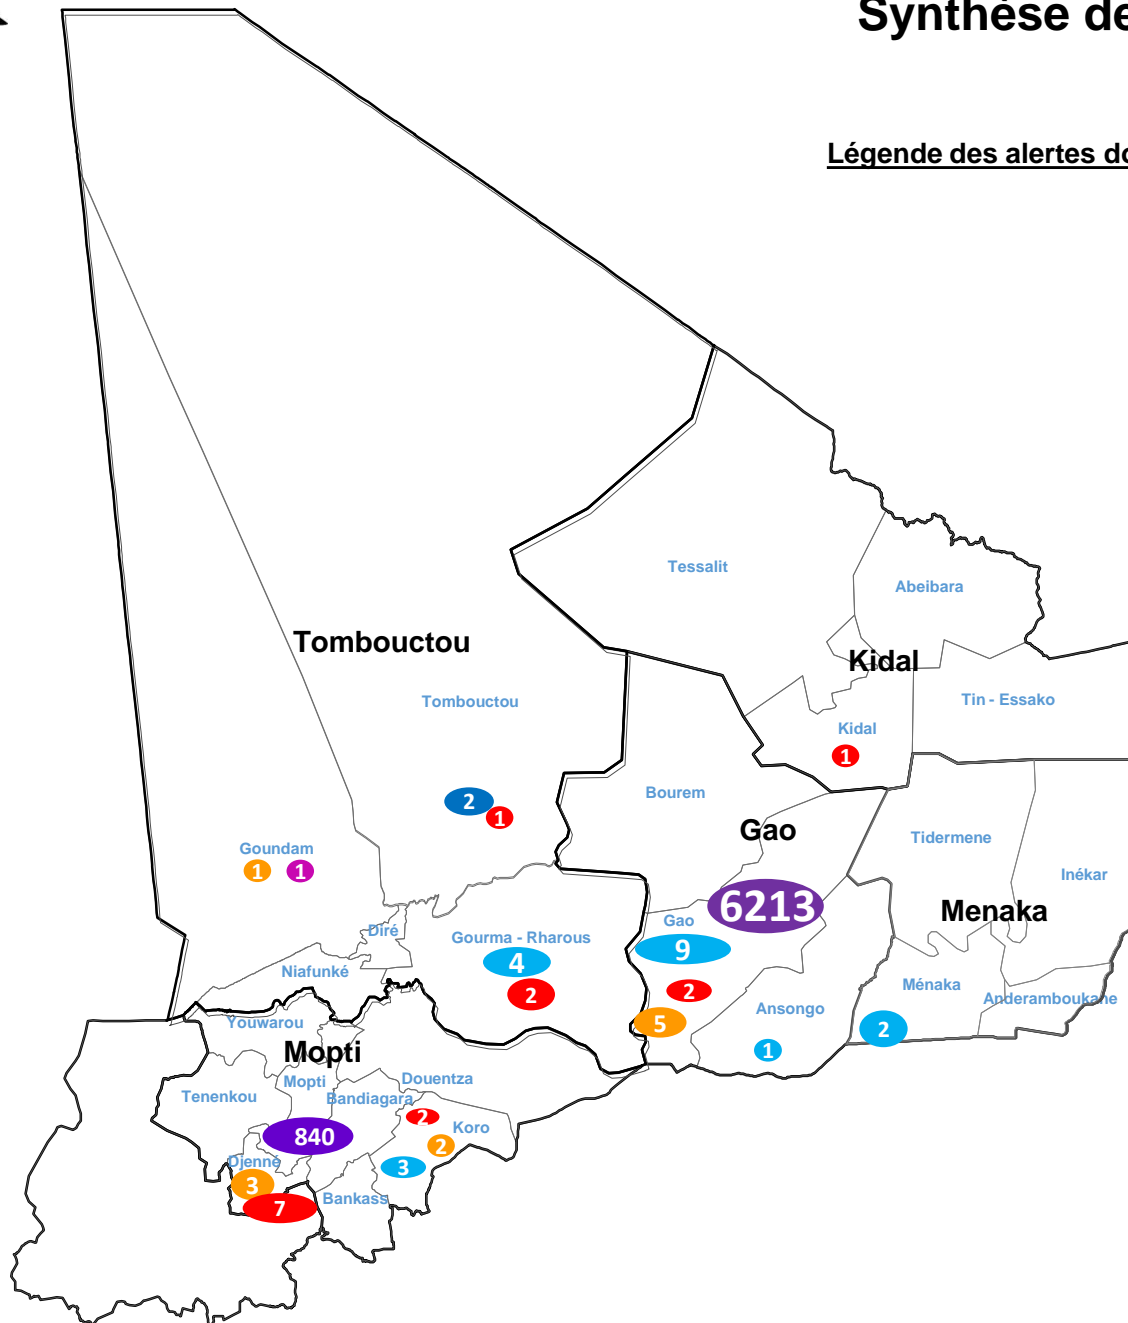 Synthèse de
Légende des alertes do
Tessalit
Abeibara
Tombouctou
Kidal
Tombouctou
Tin - Essako
Kidal
1
Bourem
2
1
Gao
Tidermene
Goundam
1
1
Inékar
6213
Menaka
Gao
Diré
Gourma - Rharous
9
4
Niafunké
Ménaka
2
2
Anderamboukane
Ansongo
Youwarou
5
2
Mopti
1
Mopti
Douentza
Tenenkou
Bandiagara
2
Koro
840
2
Djenné
3
3
Bankass
7